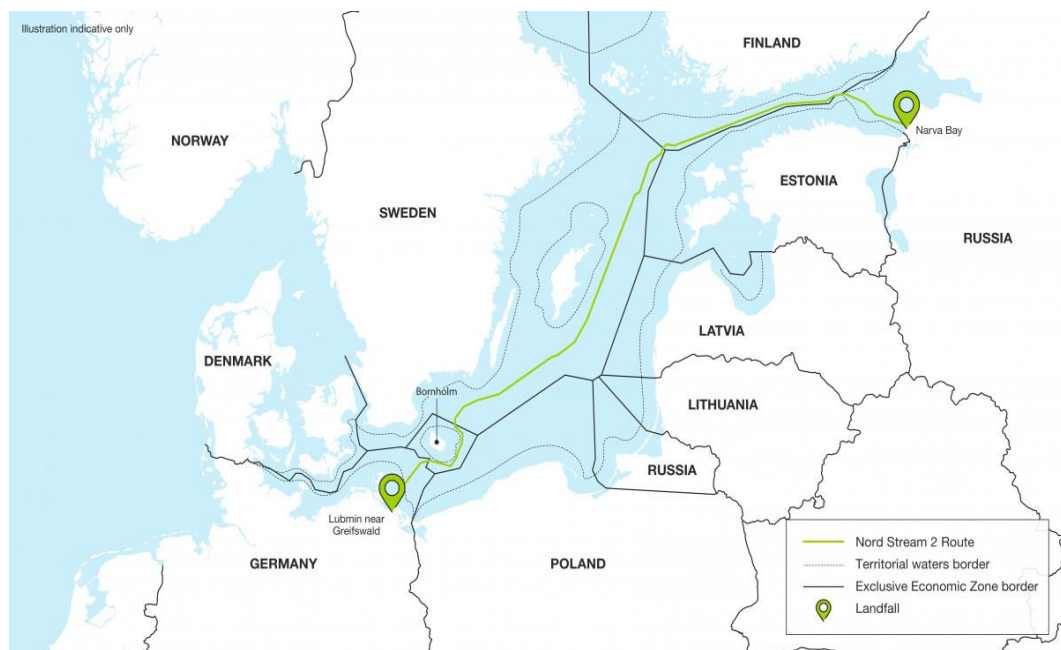 Illustration indicative only
FINLAND
NORWAY
Narva Bay
ESTONIA
SWEDEN
RUSSIA
LATVIA
DENMARK
Bornholm
LITHUANIA
RUSSIA
Lubmin near
Greifswald
GERMANY
POLAND
Nord Stream 2 Route
Territorial waters border
Exclusive Economic Zone border
Landfall